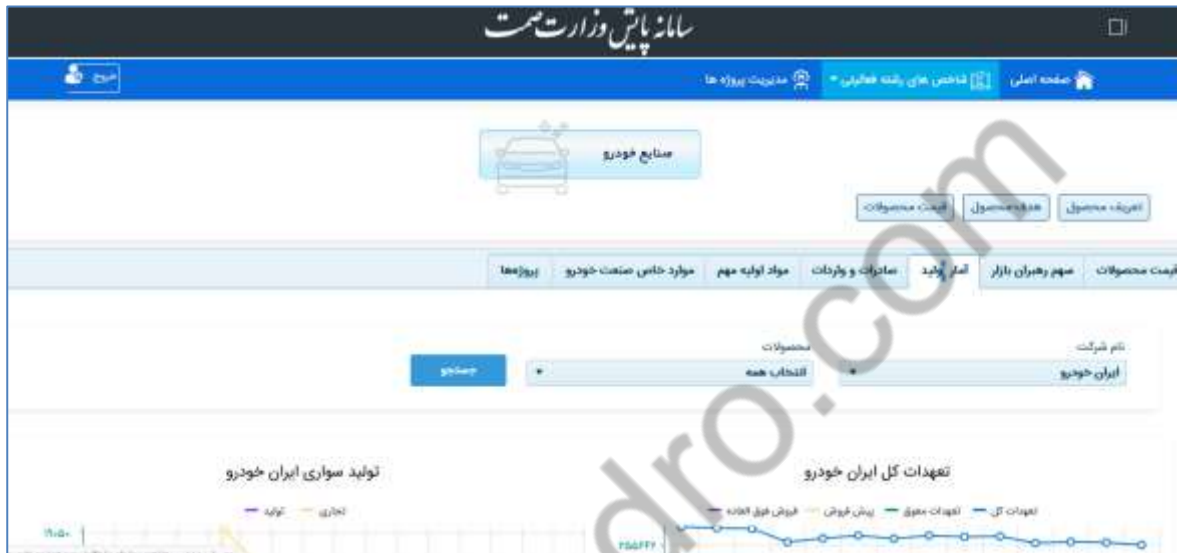 سامانه پایش وزارت صمت
صفحه اصلی شاخص های رشته فعالیتی مدیریت پروژه ها خروج
صنایع خودرو
تعریف محصول هدف محصول قیمت محصولات
قیمت محصولات سهم رهبران بازار آمار تولید صادرات و واردات مواد اولیه مهم موارد خاص صنعت خودرو پروژه‌ها
نام شرکت محصولات
ایران خودرو انتخاب همه جستجو
تعهدات کل ایران خودرو تولید سواری ایران خودرو
تعهدات کل تعهدات معوق پیش فروش فروش فوق العاده تجاری تولید
dro.com